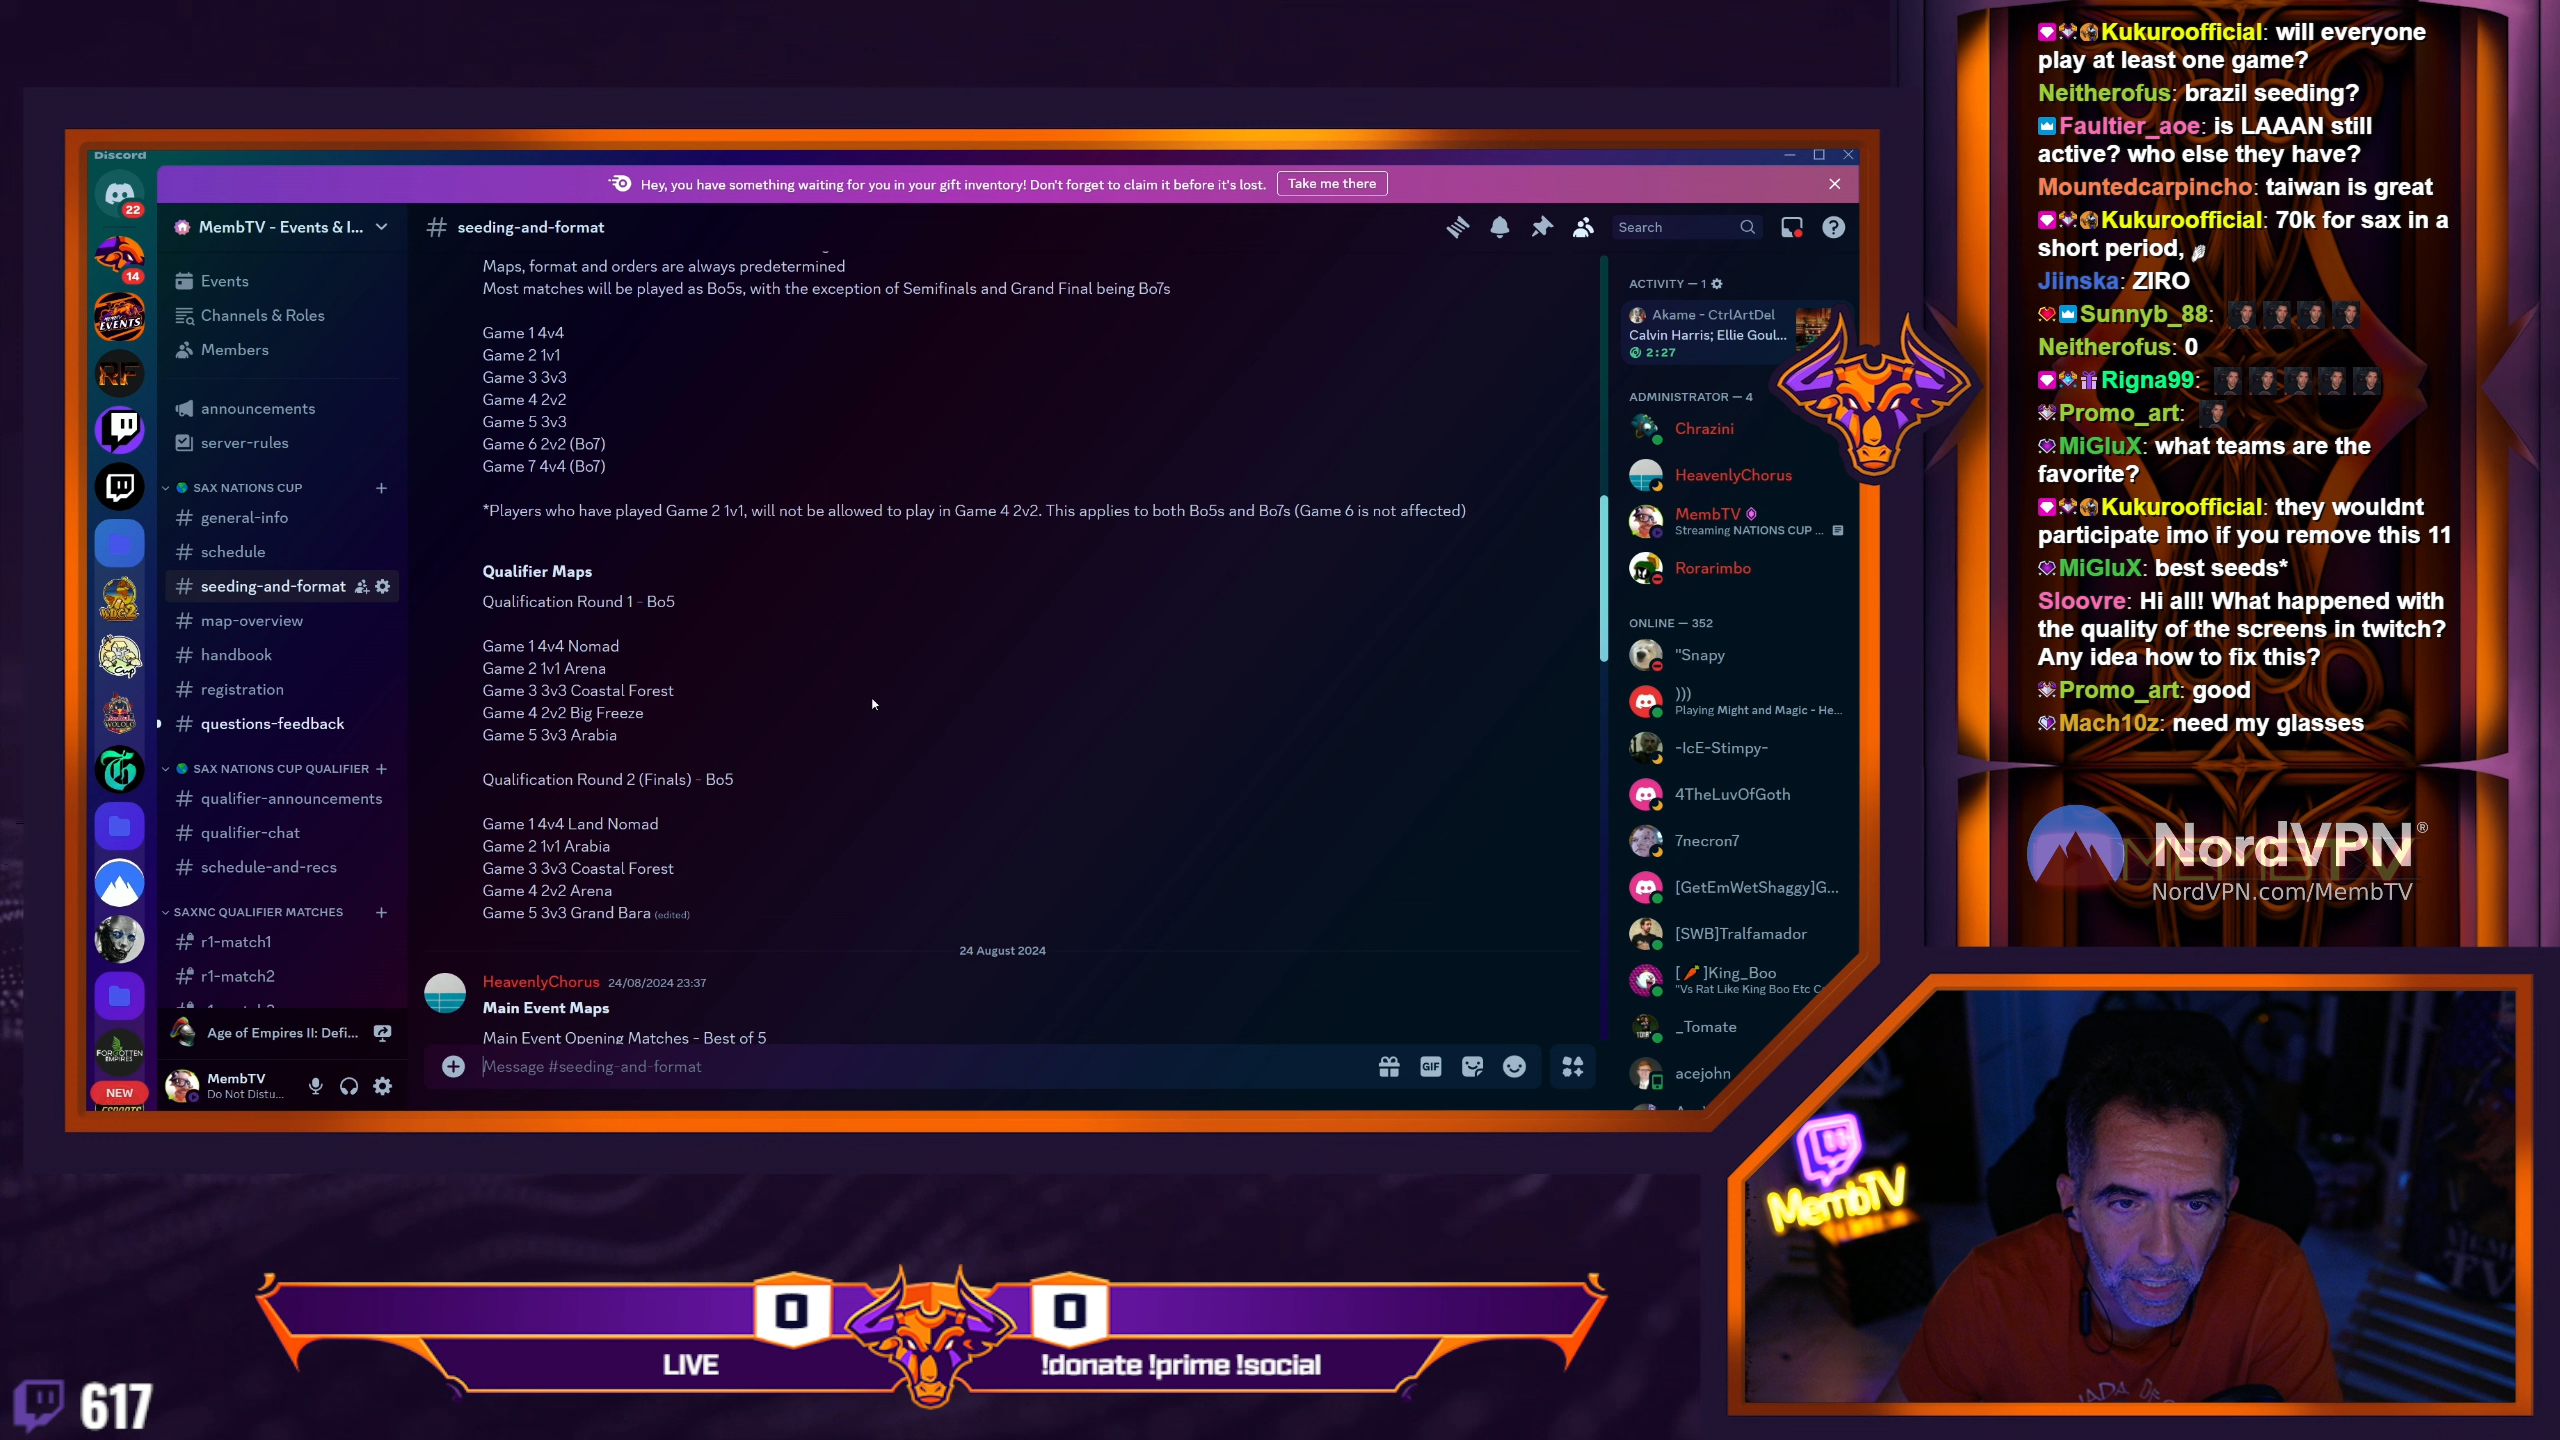 Discord
Hey, you have something waiting for you in your gift inventory! Don't forget to claim it before it's lost.
Take me there
22
14
EVENTS
RF
FORGOTTEN
EMPIRES
NEW
MembTV - Events & I...
Events
Channels & Roles
Members
announcements
server-rules
SAX NATIONS CUP
general-info
schedule
seeding-and-format
map-overview
handbook
registration
questions-feedback
SAX NATIONS CUP QUALIFIER
qualifier-announcements
qualifier-chat
schedule-and-recs
SAXNC QUALIFIER MATCHES
r1-match1
r1-match2
Age of Empires II: Defi...
MembTV
Do Not Distu...
# seeding-and-format
Search
Maps, format and orders are always predetermined
Most matches will be played as Bo5s, with the exception of Semifinals and Grand Final being Bo7s
Game 1 4v4
Game 2 1v1
Game 3 3v3
Game 4 2v2
Game 5 3v3
Game 6 2v2 (Bo7)
Game 7 4v4 (Bo7)
*Players who have played Game 2 1v1, will not be allowed to play in Game 4 2v2. This applies to both Bo5s and Bo7s (Game 6 is not affected)
Qualifier Maps
Qualification Round 1 - Bo5
Game 1 4v4 Nomad
Game 2 1v1 Arena
Game 3 3v3 Coastal Forest
Game 4 2v2 Big Freeze
Game 5 3v3 Arabia
Qualification Round 2 (Finals) - Bo5
Game 1 4v4 Land Nomad
Game 2 1v1 Arabia
Game 3 3v3 Coastal Forest
Game 4 2v2 Arena
Game 5 3v3 Grand Bara (edited)
24 August 2024
HeavenlyChorus 24/08/2024 23:37
Main Event Maps
Main Event Opening Matches - Best of 5
Message #seeding-and-format
GIF
ACTIVITY — 1
Akame - CtrlArtDel
Calvin Harris; Ellie Goul...
2:27
ADMINISTRATOR — 4
Chrazini
HeavenlyChorus
MembTV
Streaming NATIONS CUP ...
Rorarimbo
ONLINE — 352
"Snapy
)))
Playing Might and Magic - He...
-IcE-Stimpy-
4TheLuvOfGoth
7necron7
[GetEmWetShaggy]G...
[SWB]Tralfamador
[🥕]King_Boo
"Vs Rat Like King Boo Etc C
_Tomate
acejohn
Kukuroofficial: will everyone
play at least one game?
Neitherofus: brazil seeding?
Faultier_aoe: is LAAAN still
active? who else they have?
Mountedcarpincho: taiwan is great
Kukuroofficial: 70k for sax in a
short period,
Jiinska: ZIRO
Sunnyb_88:
Neitherofus: 0
Rigna99:
Promo_art:
MiGluX: what teams are the
favorite?
Kukuroofficial: they wouldnt
participate imo if you remove this 11
MiGluX: best seeds*
Sloovre: Hi all! What happened with
the quality of the screens in twitch?
Any idea how to fix this?
Promo_art: good
Mach10z: need my glasses
NordVPN®
NordVPN.com/MembTV
MembTV
0 0
LIVE !donate !prime !social
617